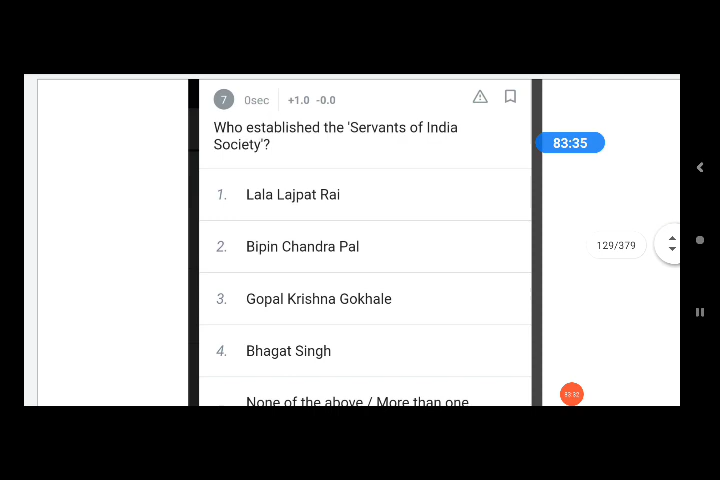 7 0sec +1.0 -0.0
Who established the 'Servants of India
Society'?
83:35
1. Lala Lajpat Rai
2. Bipin Chandra Pal
129/379
3. Gopal Krishna Gokhale
4. Bhagat Singh
None of the above / More than one
83:32